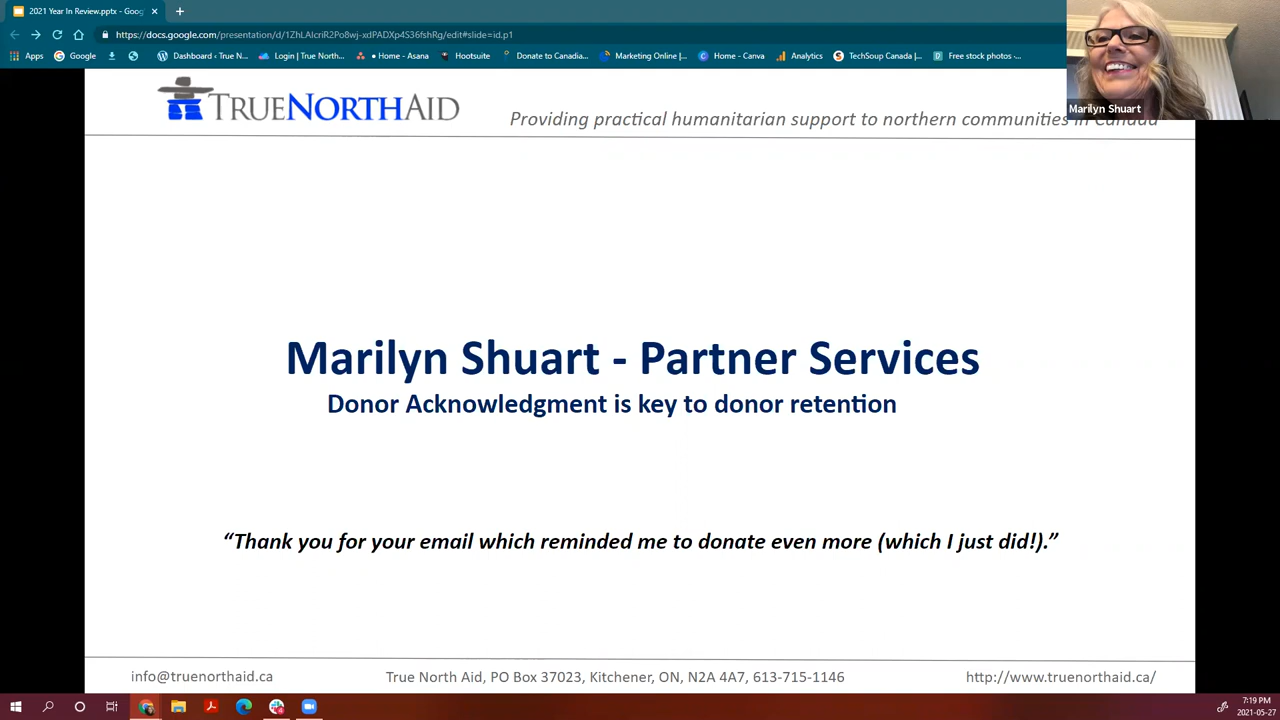 2021 Year In Review.pptx - Goog
https://docs.google.com/presentation/d/1ZhLAlcriR2Po8wj-xdPADXp4S36fshRg/edit#slide=id.p1
Apps Google Dashboard ‹ True N... Login | True North... • Home - Asana Hootsuite Donate to Canadia... Marketing Online |... Home - Canva Analytics TechSoup Canada |... Free stock photos ·...
Marilyn Shuart
TRUENORTHAID
Providing practical humanitarian support to northern communities in Canada
Marilyn Shuart - Partner Services
Donor Acknowledgment is key to donor retention
“Thank you for your email which reminded me to donate even more (which I just did!).”
info@truenorthaid.ca True North Aid, PO Box 37023, Kitchener, ON, N2A 4A7, 613-715-1146 http://www.truenorthaid.ca/
7:19 PM
2021-05-27